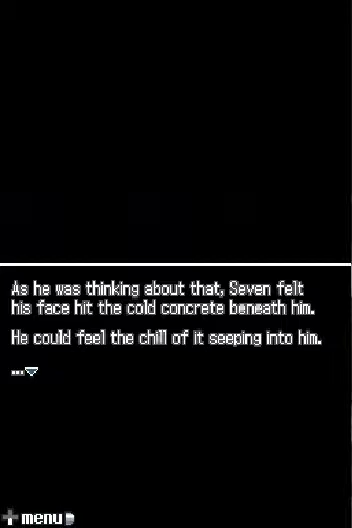 As he was thinking about that, Seven felt
his face hit the cold concrete beneath him.
He could feel the chill of it seeping into him.
...
menu